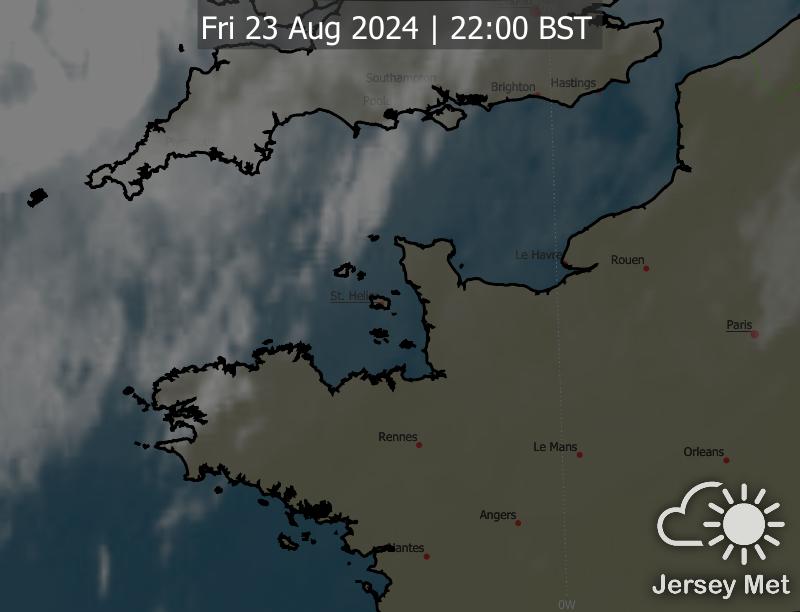 Fri 23 Aug 2024 | 22:00 BST
Southampton
Brighton
Hastings
Poole
Le Havre
Rouen
St. Helier
Paris
Rennes
Le Mans
Orleans
Angers
Nantes
0W
Jersey Met